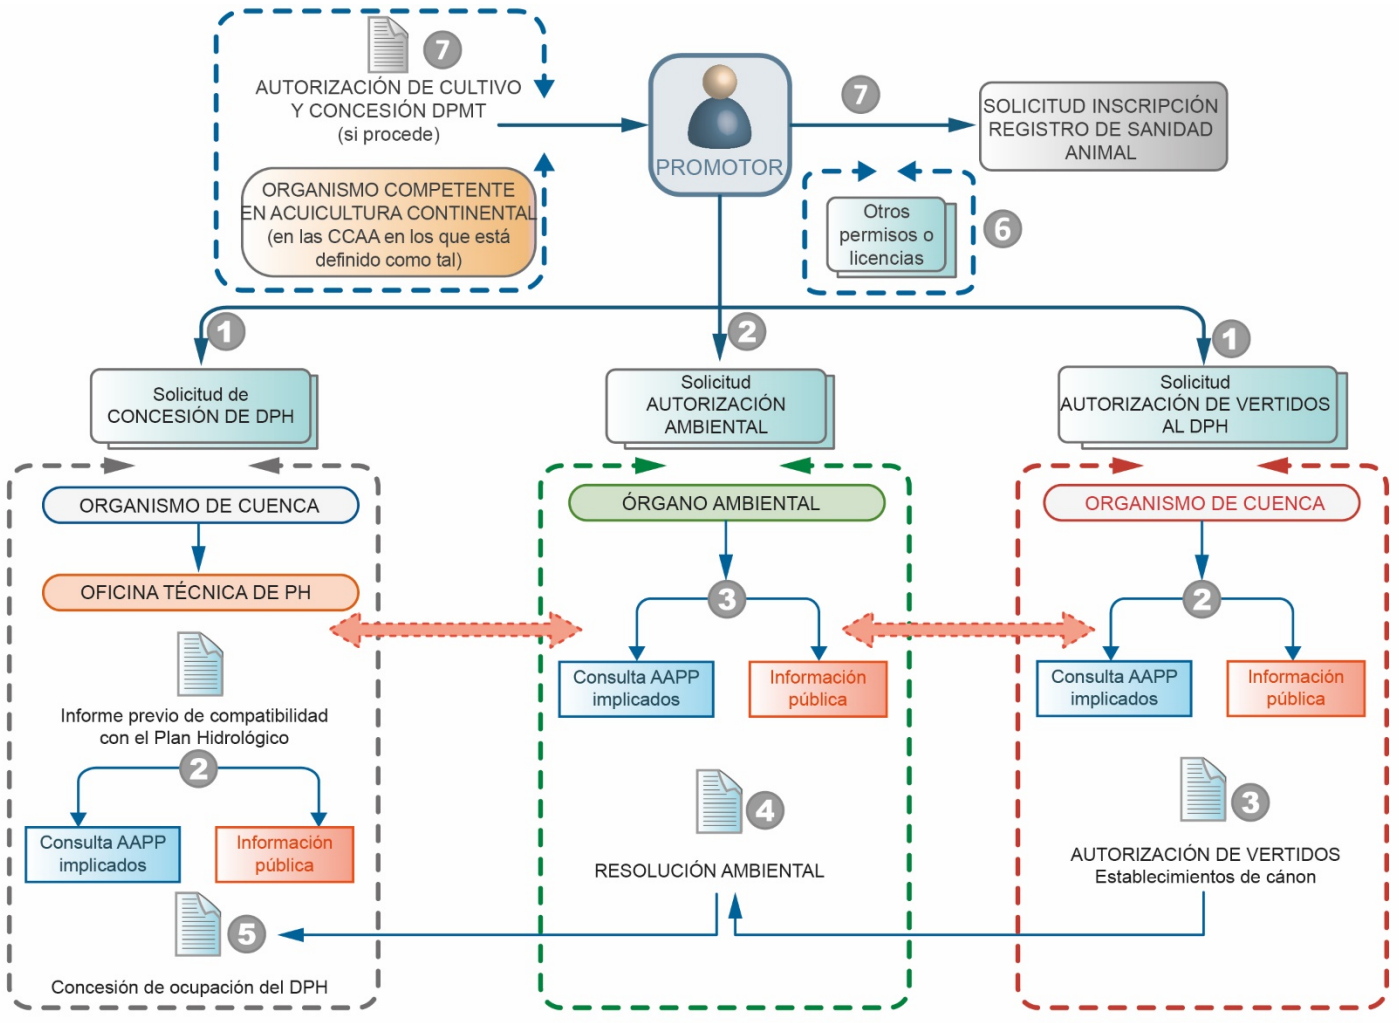 7
AUTORIZACIÓN DE CULTIVO
Y CONCESIÓN DPMT
(si procede)
ORGANISMO COMPETENTE
EN ACUICULTURA CONTINENTAL
(en las CCAA en los que está
definido como tal)
PROMOTOR
7
SOLICITUD INSCRIPCIÓN
REGISTRO DE SANIDAD
ANIMAL
Otros
permisos o
licencias
6
1
2
1
Solicitud de
CONCESIÓN DE DPH
Solicitud
AUTORIZACIÓN
AMBIENTAL
Solicitud
AUTORIZACIÓN DE VERTIDOS
AL DPH
ORGANISMO DE CUENCA
OFICINA TÉCNICA DE PH
Informe previo de compatibilidad
con el Plan Hidrológico
2
Consulta AAPP
implicados
Información
pública
5
Concesión de ocupación del DPH
ÓRGANO AMBIENTAL
3
Consulta AAPP
implicados
Información
pública
4
RESOLUCIÓN AMBIENTAL
ORGANISMO DE CUENCA
2
Consulta AAPP
implicados
Información
pública
3
AUTORIZACIÓN DE VERTIDOS
Establecimientos de cánon